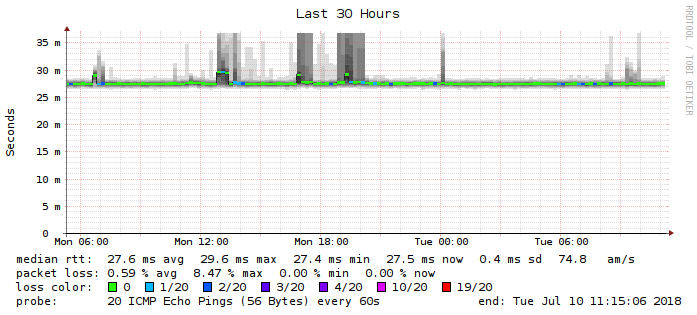 Last 30 Hours
RRDTOOL / TOBI OETIKER
Seconds
35 m
30 m
25 m
20 m
15 m
10 m
5 m
0
Mon 06:00 Mon 12:00 Mon 18:00 Tue 00:00 Tue 06:00
median rtt: 27.6 ms avg 29.6 ms max 27.4 ms min 27.5 ms now 0.4 ms sd 74.8 am/s
packet loss: 0.59 % avg 8.47 % max 0.00 % min 0.00 % now
loss color: 0 1/20 2/20 3/20 4/20 10/20 19/20
probe: 20 ICMP Echo Pings (56 Bytes) every 60s end: Tue Jul 10 11:15:06 2018